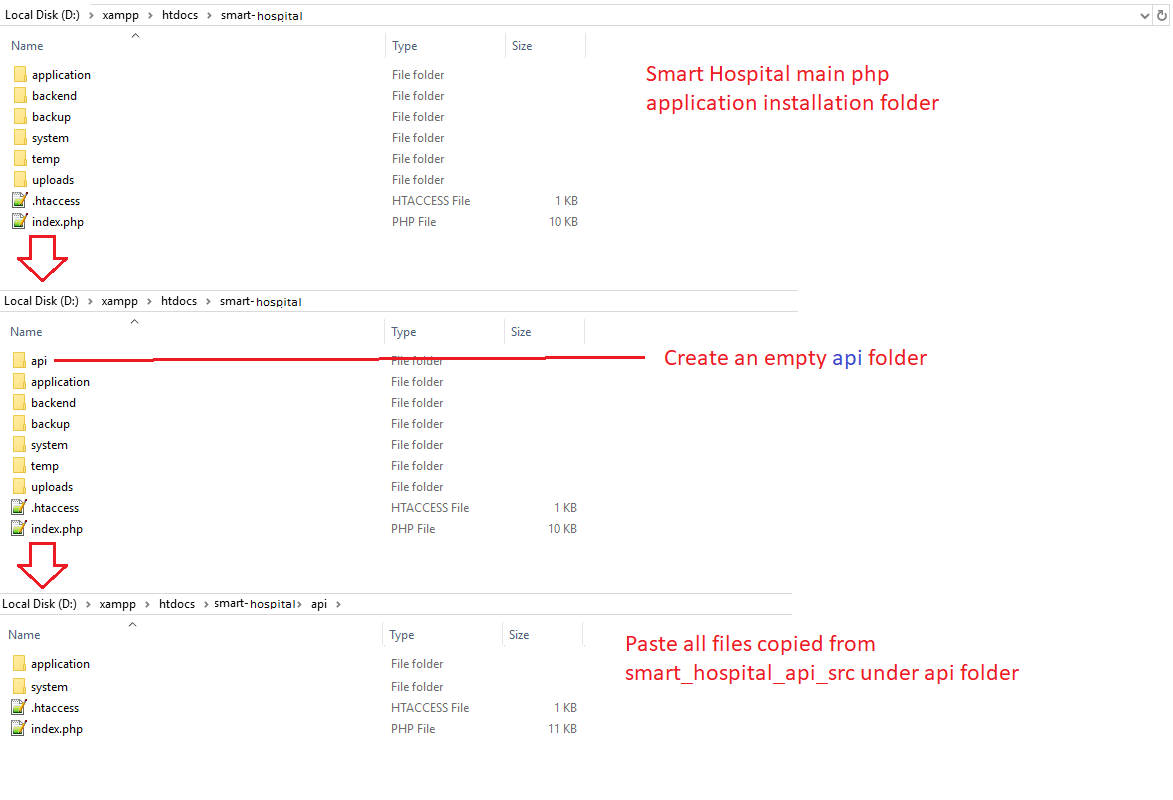 Local Disk (D:) › xampp › htdocs › smart-hospital
Name Type Size
application File folder
backend File folder
backup File folder
system File folder
temp File folder
uploads File folder
.htaccess HTACCESS File 1 KB
index.php PHP File 10 KB
Smart Hospital main php
application installation folder
Local Disk (D:) › xampp › htdocs › smart-hospital
Name Type Size
api File folder
application File folder
backend File folder
backup File folder
system File folder
temp File folder
uploads File folder
.htaccess HTACCESS File 1 KB
index.php PHP File 10 KB
Create an empty api folder
Local Disk (D:) › xampp › htdocs › smart-hospital › api ›
Name Type Size
application File folder
system File folder
.htaccess HTACCESS File 1 KB
index.php PHP File 11 KB
Paste all files copied from
smart_hospital_api_src under api folder